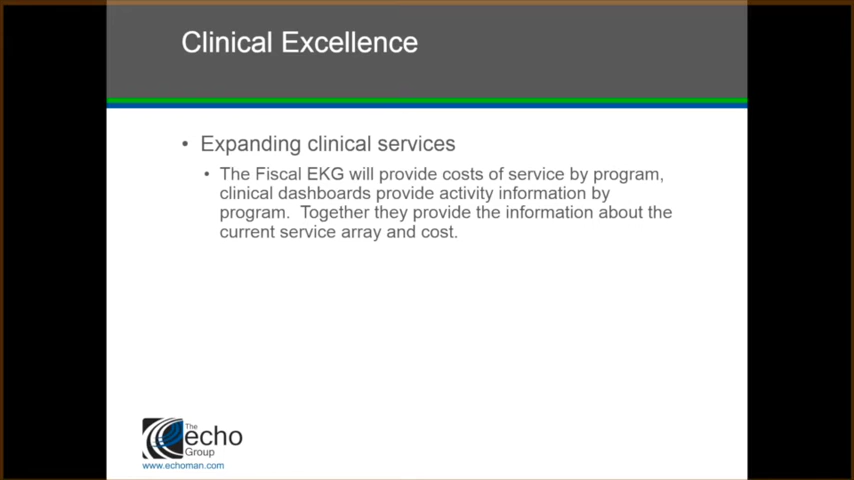 Clinical Excellence
• Expanding clinical services
• The Fiscal EKG will provide costs of service by program,
clinical dashboards provide activity information by
program.  Together they provide the information about the
current service array and cost.
The
echo
Group
www.echoman.com